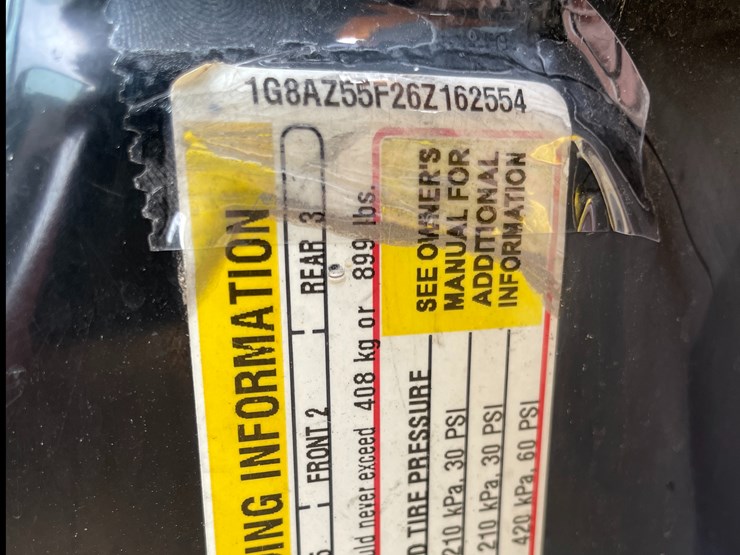 1G8AZ55F26Z162554
ING INFORMATION
5 FRONT 2 REAR 3
uld never exceed 408 kg or 899 lbs.
D TIRE PRESSURE
210 kPa, 30 PSI
210 kPa, 30 PSI
420 kPa, 60 PSI
SEE OWNER'S
MANUAL FOR
ADDITIONAL
INFORMATION